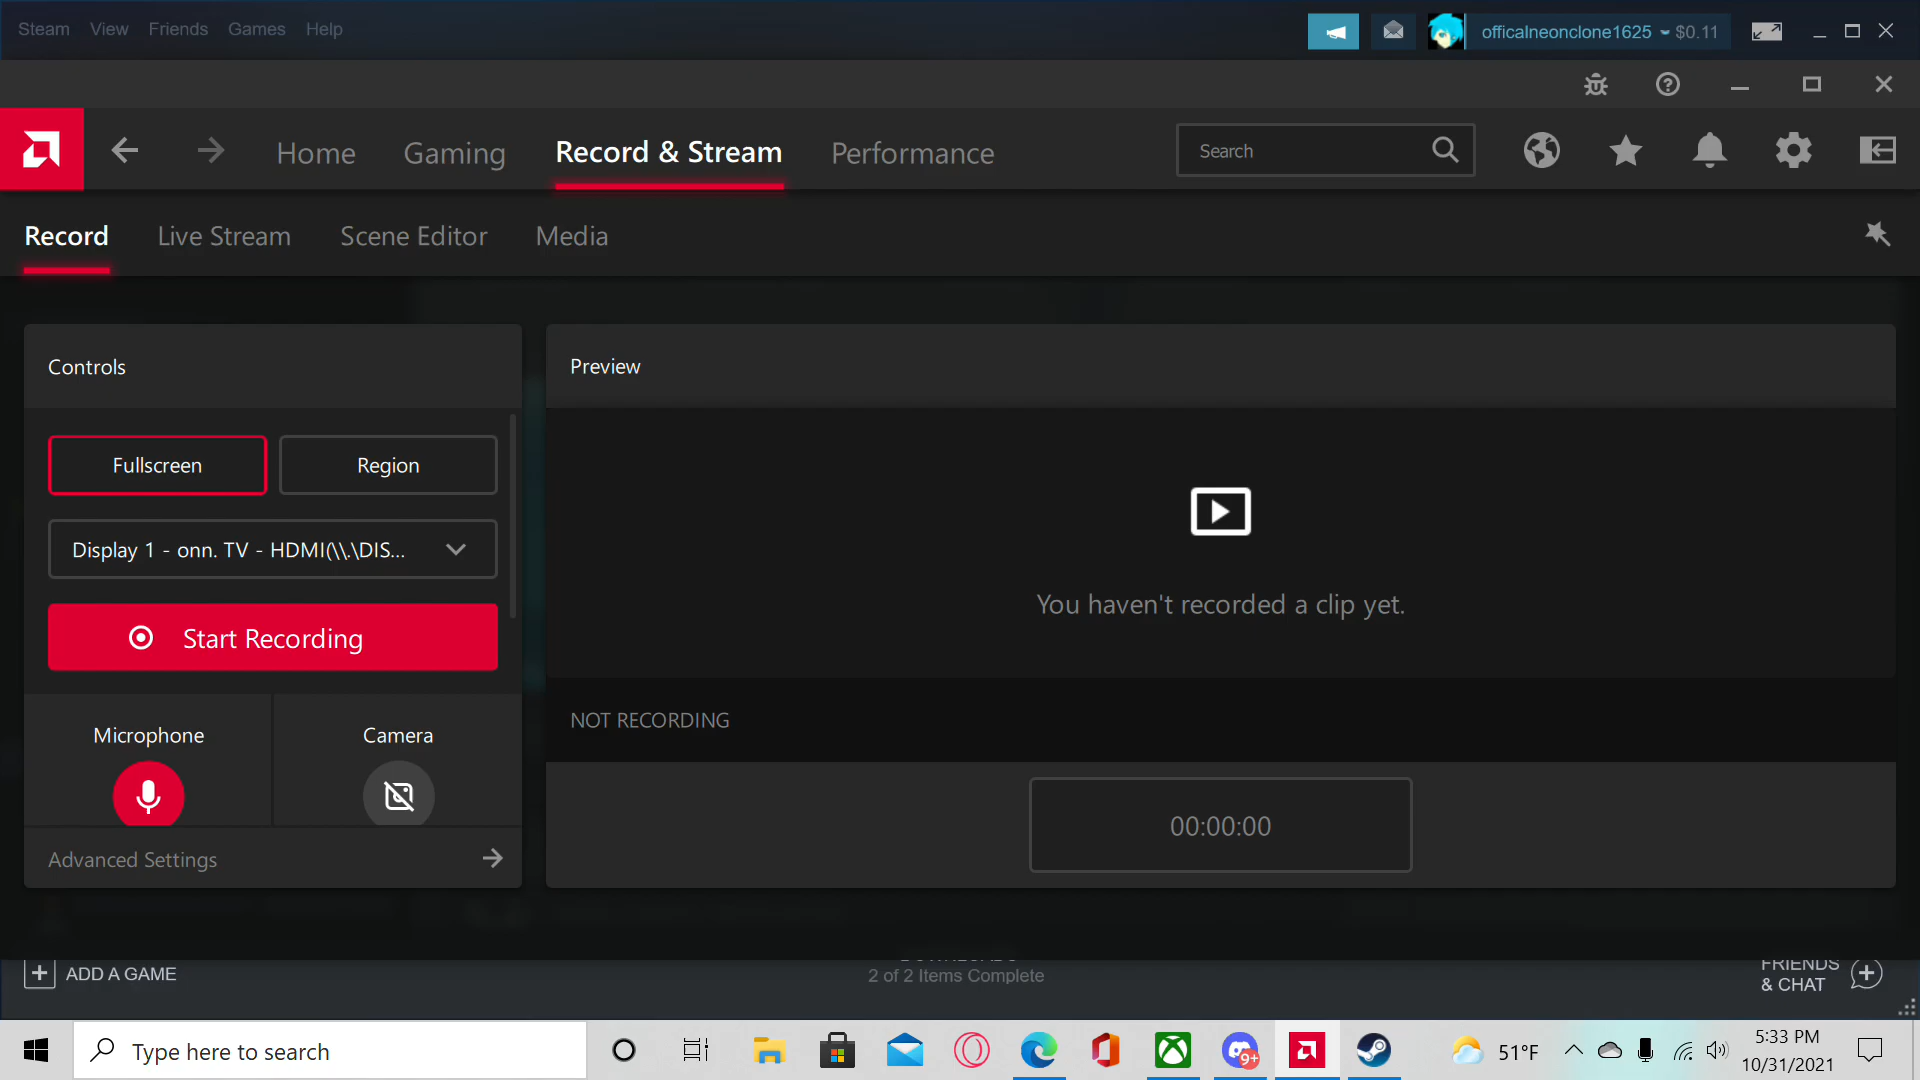 Steam View Friends Games Help
officalneonclone1625 $0.11
Home Gaming Record & Stream Performance
Search
Record Live Stream Scene Editor Media
Controls
Preview
Fullscreen
Region
Display 1 - onn. TV - HDMI(\\.\DIS...
Start Recording
You haven't recorded a clip yet.
NOT RECORDING
Microphone
Camera
00:00:00
Advanced Settings
ADD A GAME
2 of 2 Items Complete
FRIENDS
& CHAT
Type here to search
9+
51°F
5:33 PM
10/31/2021